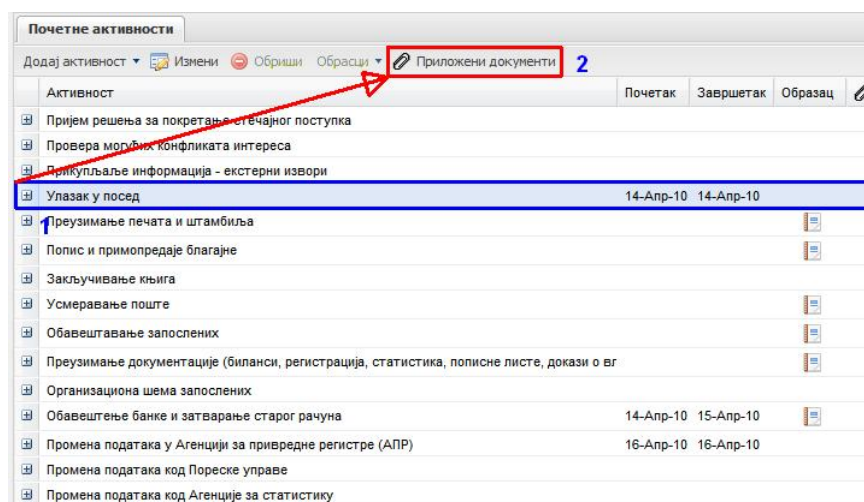 Почетне активности
Додај активност Измени Обриши Обрасци Приложени документи 2
Активност Почетак Завршетак Образац
Пријем решења за покретање стечајног поступка
Провера могућих конфликата интереса
Прикупљање информација - екстерни извори
Улазак у посед 14-Апр-10 14-Апр-10
1
Преузимање печата и штамбиља
Попис и примопредаје благајне
Закључивање књига
Усмеравање поште
Обавештавање запослених
Преузимање документације (биланси, регистрација, статистика, пописне листе, докази о вг
Организациона шема запослених
Обавештење банке и затварање старог рачуна 14-Апр-10 15-Апр-10
Промена података у Агенцији за привредне регистре (АПР) 16-Апр-10 16-Апр-10
Промена података код Пореске управе
Промена података код Агенције за статистику